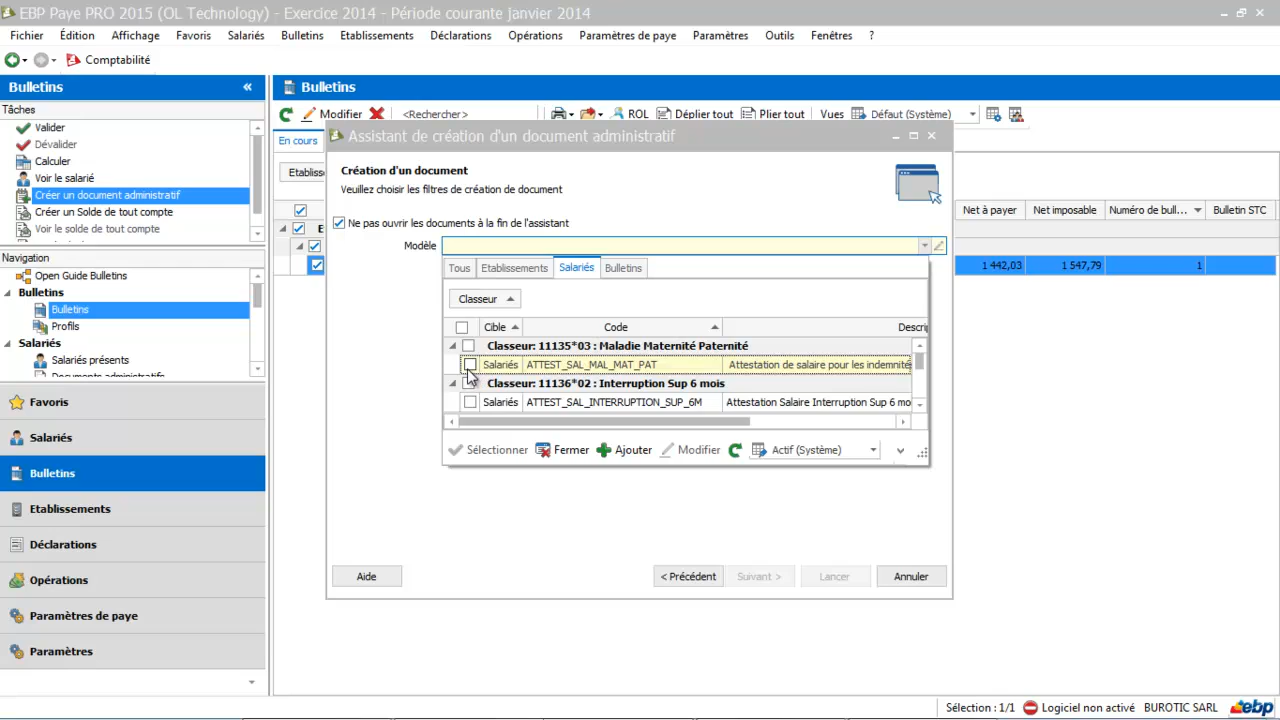 EBP Paye PRO 2015 (OL Technology) - Exercice 2014 - Période courante janvier 2014
Fichier Édition Affichage Favoris Salariés Bulletins Etablissements Déclarations Opérations Paramètres de paye Paramètres Outils Fenêtres ?
Comptabilité
Bulletins «
Tâches
Valider
Dévalider
Calculer
Voir le salarié
Créer un document administratif
Créer un Solde de tout compte
Voir le solde de tout compte
Navigation
Open Guide Bulletins
Bulletins
Bulletins
Profils
Salariés
Salariés présents
Documents administratifs
Favoris
Salariés
Bulletins
Etablissements
Déclarations
Opérations
Paramètres de paye
Paramètres
Bulletins
Modifier <Rechercher> ROL Déplier tout Plier tout Vues Défaut (Système)
En cours
Etabliss
E
Net à payer Net imposable Numéro de bull... Bulletin STC
1 442,03 1 547,79 1
Assistant de création d'un document administratif
Création d'un document
Veuillez choisir les filtres de création de document
Ne pas ouvrir les documents à la fin de l'assistant
Modèle
Tous Etablissements Salariés Bulletins
Classeur
Cible Code Descrip
Classeur: 11135*03 : Maladie Maternité Paternité
Salariés ATTEST_SAL_MAL_MAT_PAT Attestation de salaire pour les indemnité
Classeur: 11136*02 : Interruption Sup 6 mois
Salariés ATTEST_SAL_INTERRUPTION_SUP_6M Attestation Salaire Interruption Sup 6 mo
Sélectionner Fermer Ajouter Modifier Actif (Système)
Aide < Précédent Suivant > Lancer Annuler
Sélection : 1/1 Logiciel non activé BUROTIC SARL ebp